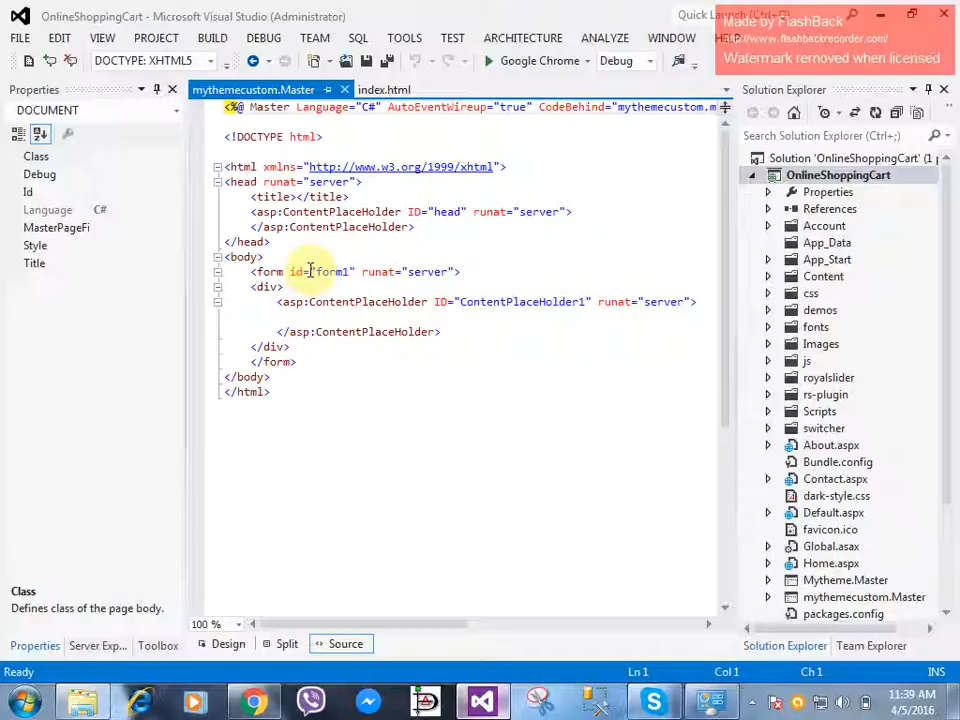 OnlineShoppingCart - Microsoft Visual Studio (Administrator)
Quick Launch (Ctrl+Q)
Made by FlashBack
http://www.flashbackrecorder.com/
Watermark removed when licensed
FILE EDIT VIEW PROJECT BUILD DEBUG TEAM SQL TOOLS TEST ARCHITECTURE ANALYZE WINDOW HELP
DOCTYPE: XHTML5 Google Chrome Debug
Properties
DOCUMENT
Class
Debug
Id
Language C#
MasterPageFi
Style
Title
Class
Defines class of the page body.
Properties Server Exp... Toolbox
mythemecustom.Master index.html
<%@ Master Language="C#" AutoEventWireup="true" CodeBehind="mythemecustom.m
<!DOCTYPE html>
<html xmlns="http://www.w3.org/1999/xhtml">
<head runat="server">
<title></title>
<asp:ContentPlaceHolder ID="head" runat="server">
</asp:ContentPlaceHolder>
</head>
<body>
<form id="form1" runat="server">
<div>
<asp:ContentPlaceHolder ID="ContentPlaceHolder1" runat="server">
</asp:ContentPlaceHolder>
</div>
</form>
</body>
</html>
100 %
Design Split Source
Solution Explorer
Search Solution Explorer (Ctrl+;)
Solution 'OnlineShoppingCart' (1 p
OnlineShoppingCart
Properties
References
Account
App_Data
App_Start
Content
css
demos
fonts
Images
js
royalslider
rs-plugin
Scripts
switcher
About.aspx
Bundle.config
Contact.aspx
dark-style.css
Default.aspx
favicon.ico
Global.asax
Home.aspx
Mytheme.Master
mythemecustom.Master
packages.config
Solution Explorer Team Explorer
Ready Ln 1 Col 1 Ch 1 INS
11:39 AM
4/5/2016